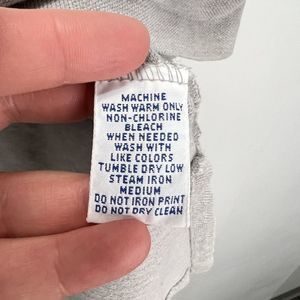 MACHINE
WASH WARM ONLY
NON-CHLORINE
BLEACH
WHEN NEEDED
WASH WITH
LIKE COLORS
TUMBLE DRY LOW
STEAM IRON
MEDIUM
DO NOT IRON PRINT
DO NOT DRY CLEAN